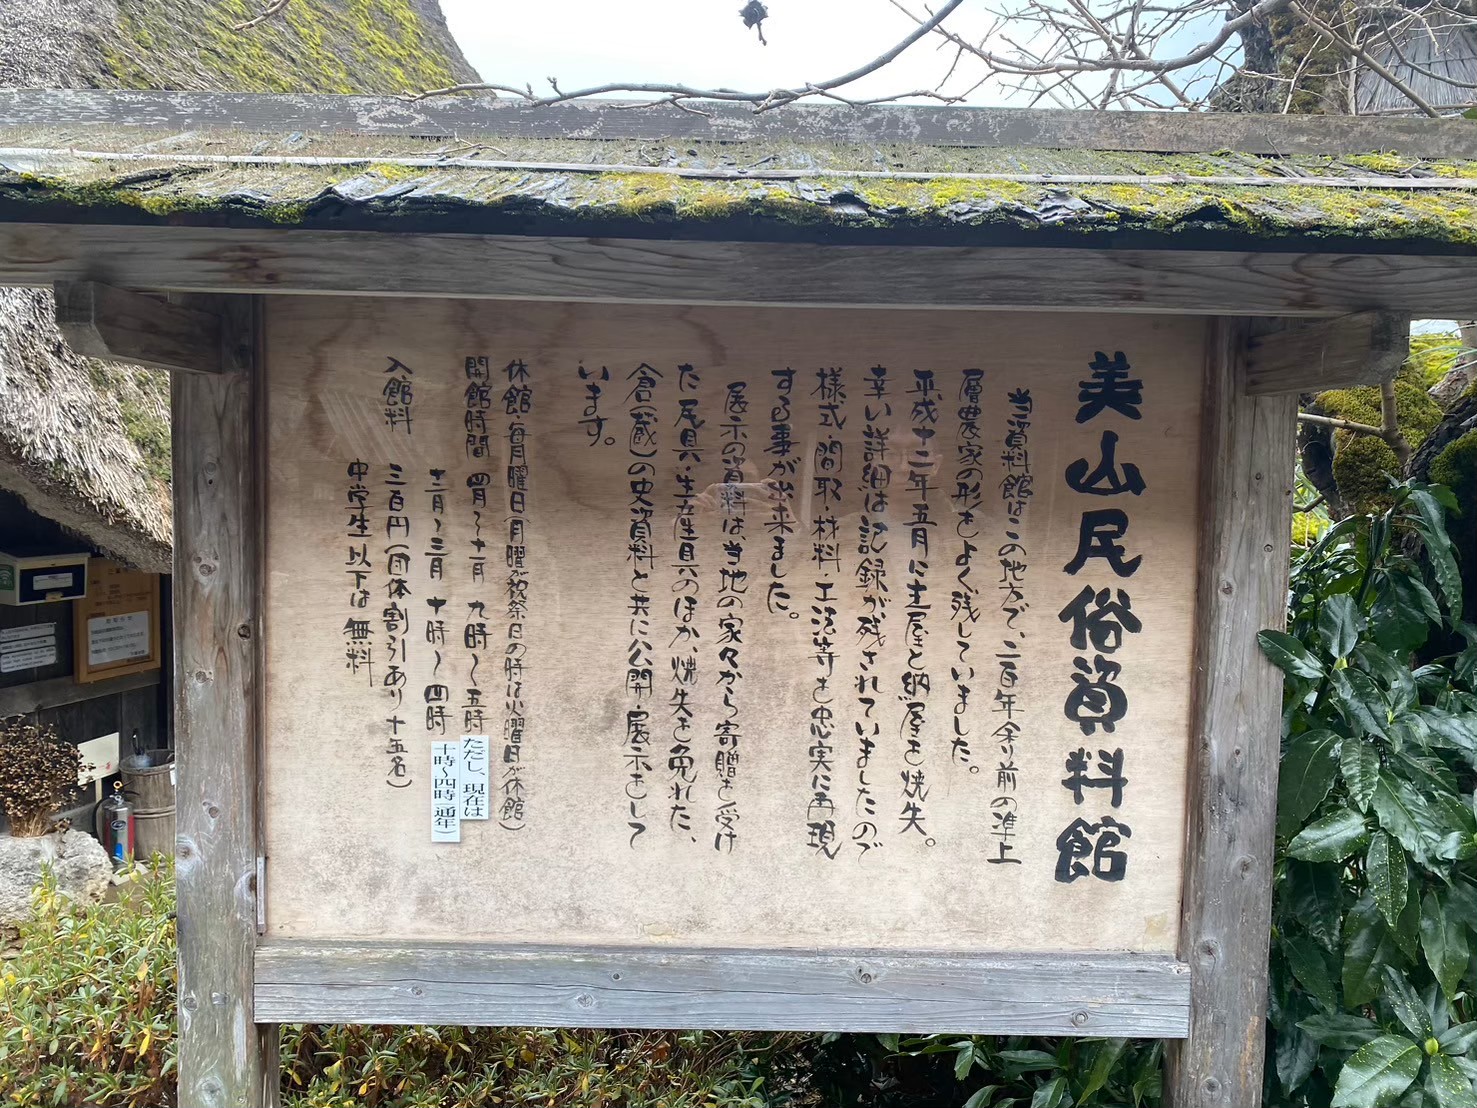 美山民俗資料館
当資料館はこの地方で、二百年余り前の準上
層農家の形をよく残していました。
平成十二年五月に主屋と納屋を焼失。
幸い詳細は記録が残されていましたので
様式・間取・材料・工法等を忠実に再現
する事が出来ました。
展示の資料は、当地の家々から寄贈を受け
た民具・生産具のほか、焼失を免れた、
倉(蔵)の史資料と共に公開・展示をして
います。
休館・毎月曜日(月曜が祝祭日の時は火曜日が休館)
開館時間 四月〜十一月 九時〜五時
ただし、現在は
十二月〜三月 十時〜四時
十時〜四時(通年)
入館料 三百円(団体割引あり十五名)
中学生以下は無料